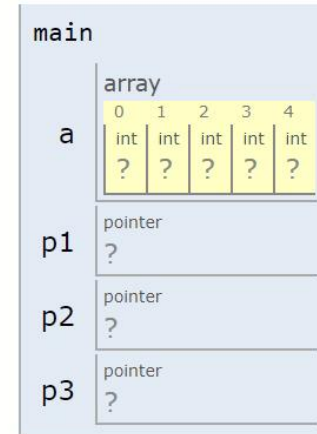 main
array
0 1 2 3 4
a int int int int int
? ? ? ? ?
pointer
p1 ?
pointer
p2 ?
pointer
p3 ?